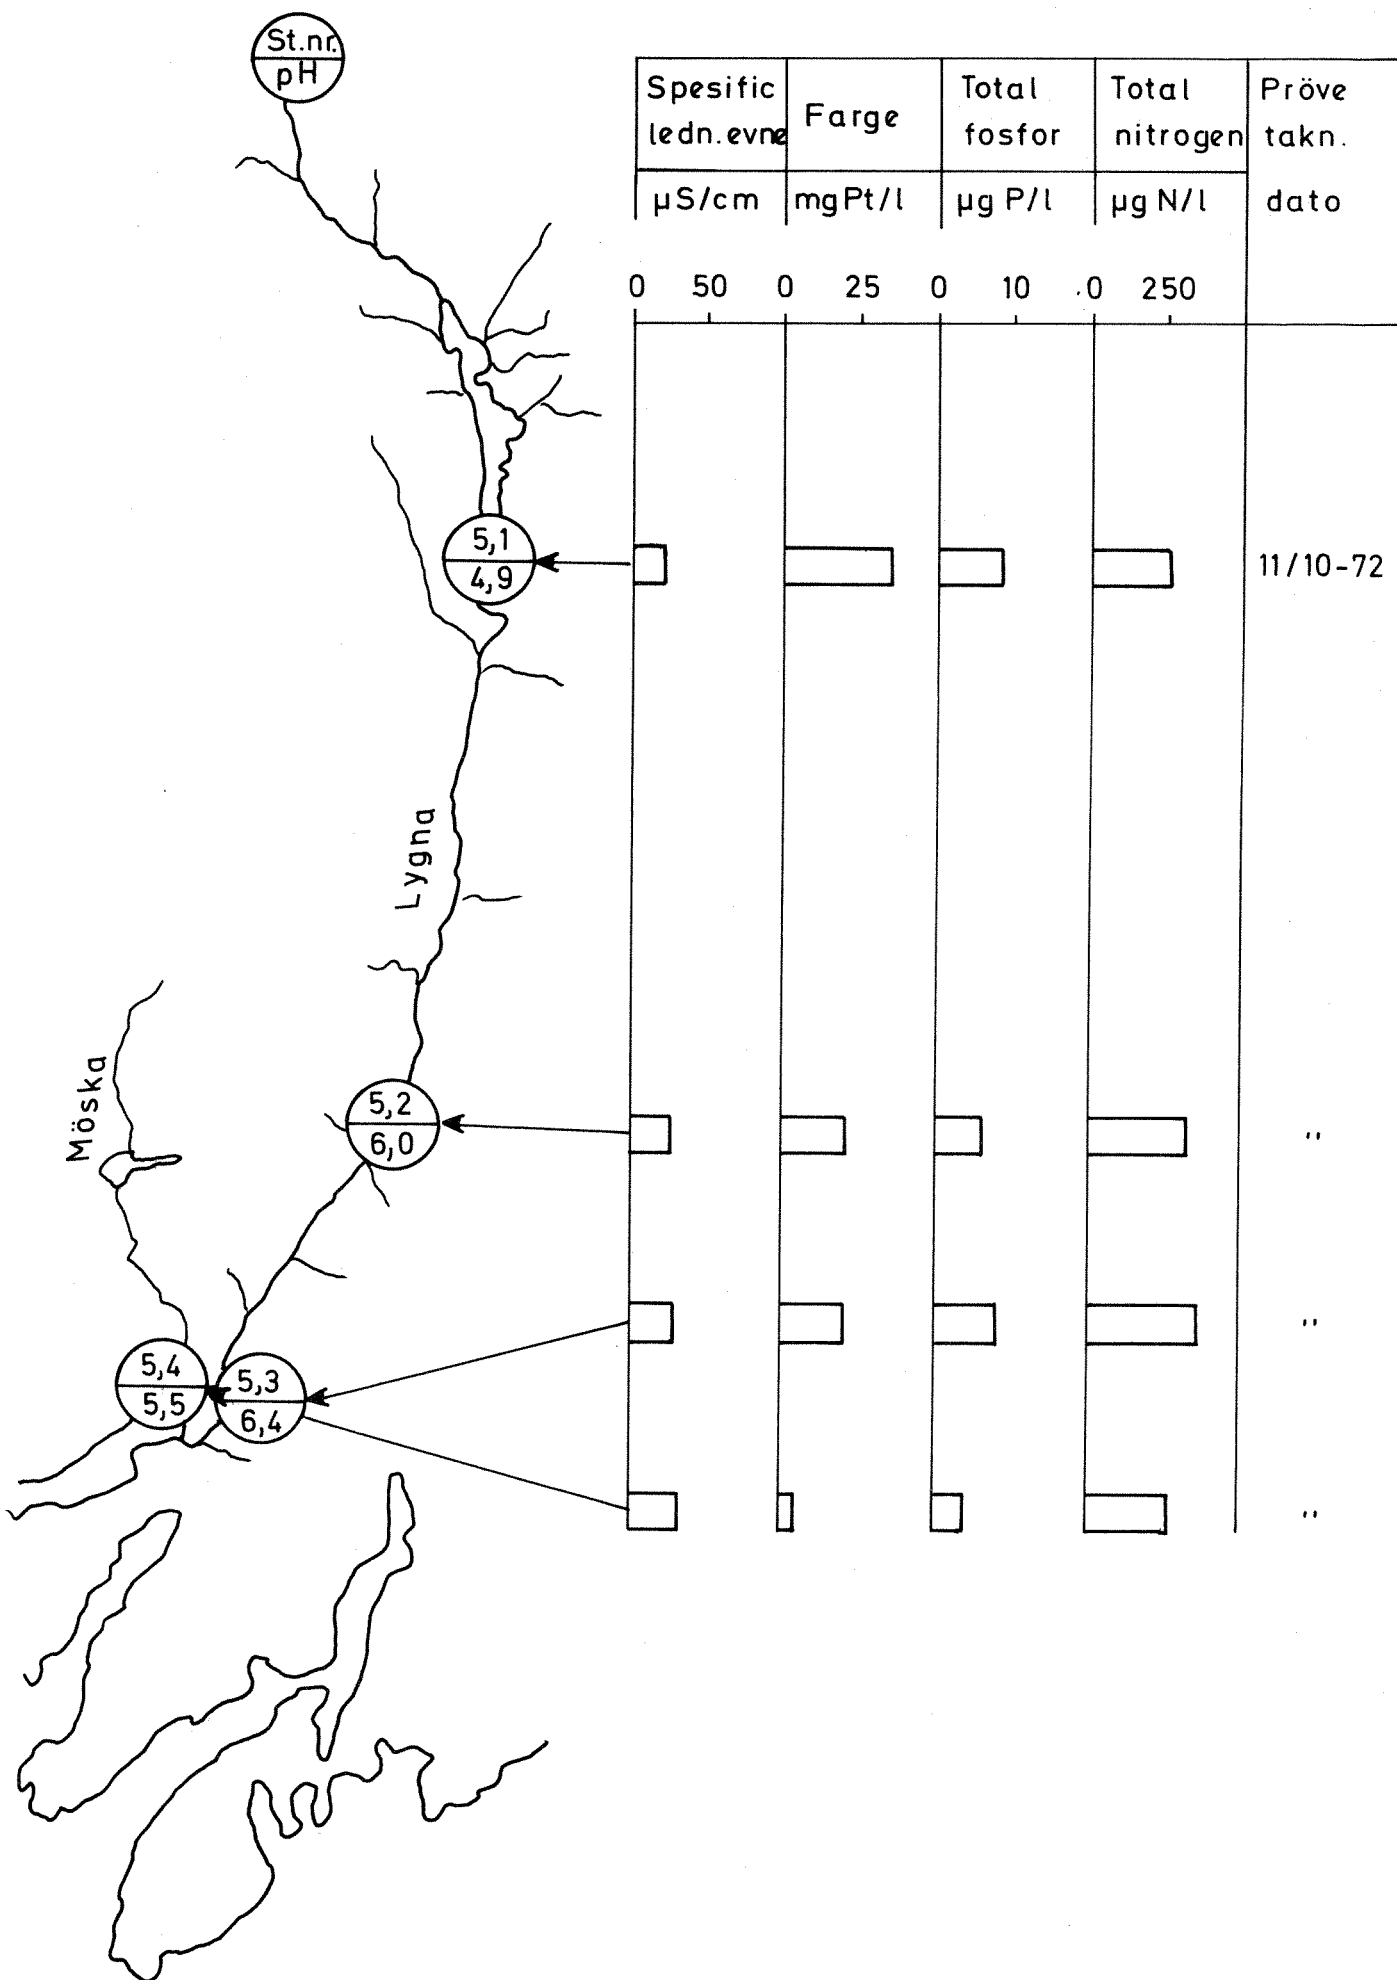 St.nr.
pH
Spesific
ledn.evne
Farge
Total
fosfor
Total
nitrogen
Pröve
takn.
dato
µS/cm
mgPt/l
µg P/l
µg N/l
0 50 0 25 0 10 0 250
5,1
4,9
11/10-72
Lygna
Möska
5,2
6,0
"
"
5,4
5,5
5,3
6,4
"